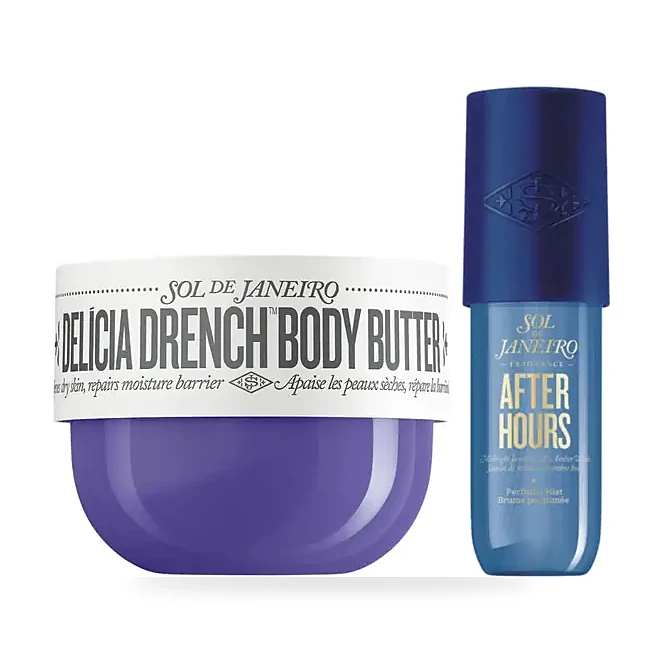 SOL DE JANEIRO
DELÍCIA DRENCH™ BODY BUTTER
dry skin, repairs moisture barrier Apaise les peaux sèches, répare la
SOL
DE
JANEIRO
FRAGRANCE
AFTER
HOURS
Perfume Mist
Brume parfumée